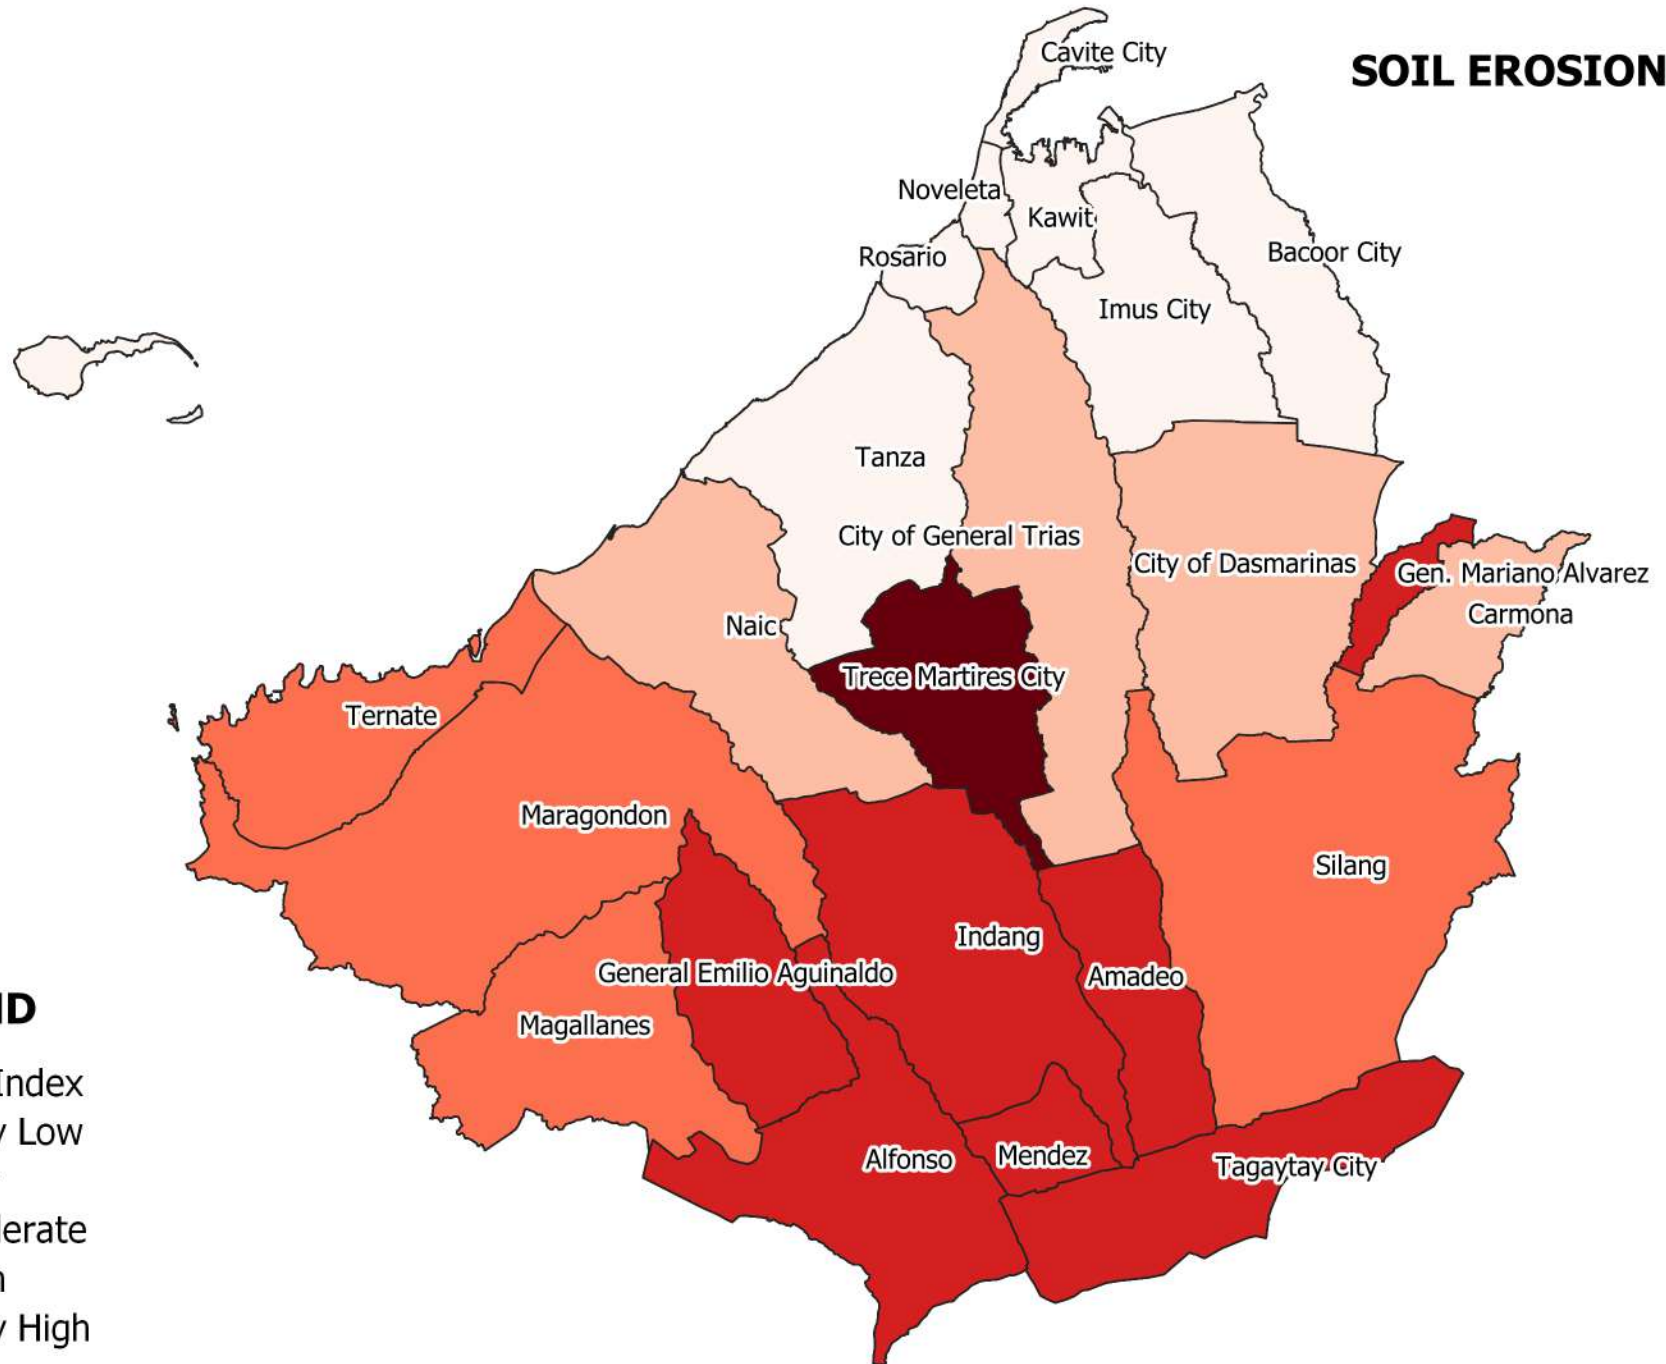 SOIL EROSION
Cavite City
Noveleta
Kawit
Rosario
Bacoor City
Imus City
Tanza
City of General Trias
City of Dasmarinas
Gen. Mariano Alvarez
Carmona
Naic
Trece Martires City
Ternate
Maragondon
Silang
Indang
General Emilio Aguinaldo
Amadeo
Magallanes
Alfonso
Mendez
Tagaytay City
Index
Low
High